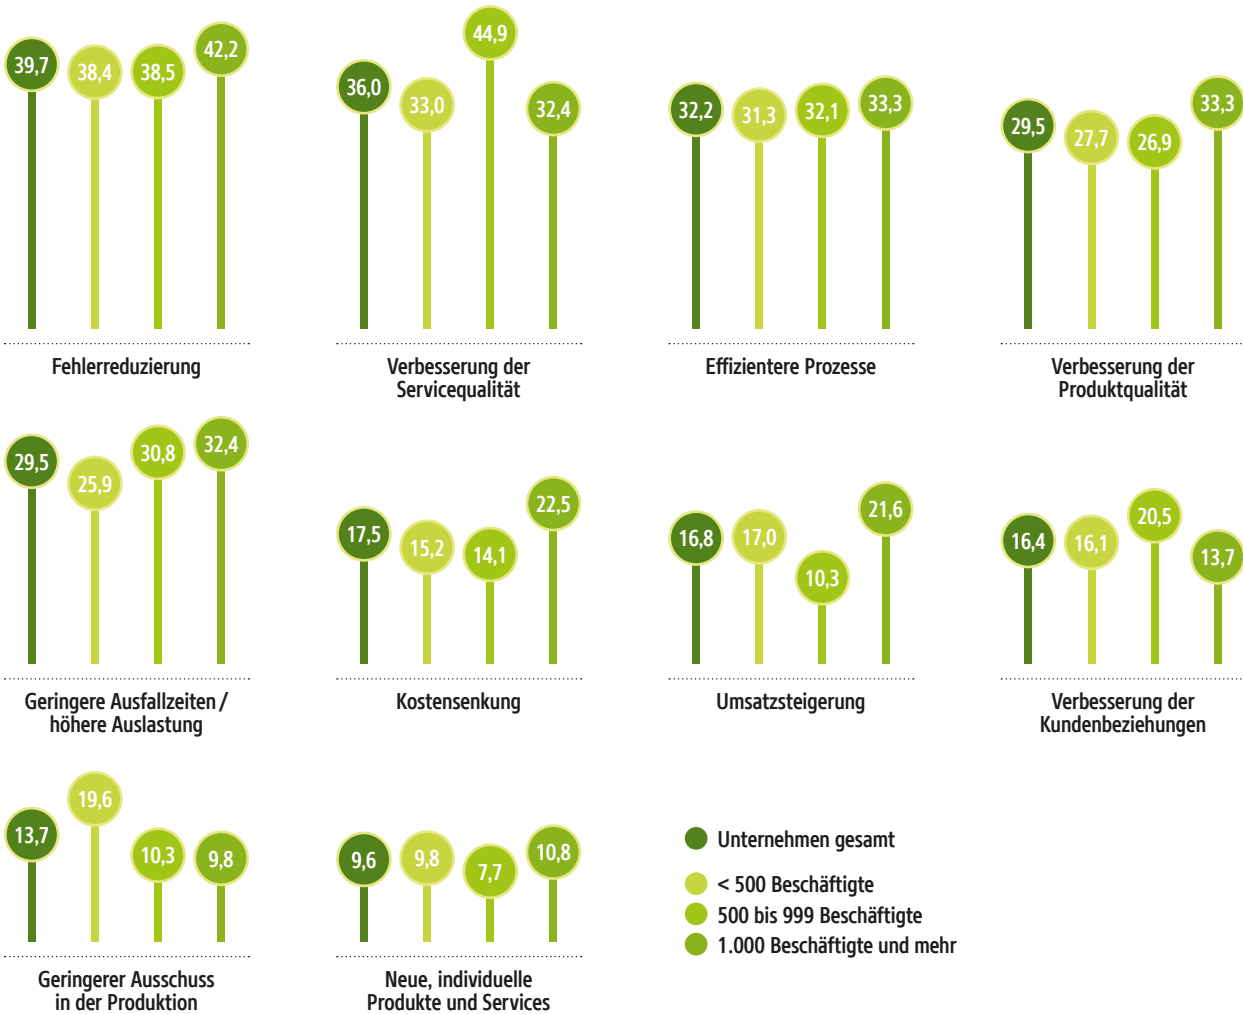 39,7
38,4
38,5
42,2
Fehlerreduzierung
36,0
33,0
44,9
32,4
Verbesserung der
Servicequalität
32,2
31,3
32,1
33,3
Effizientere Prozesse
29,5
27,7
26,9
33,3
Verbesserung der
Produktqualität
29,5
25,9
30,8
32,4
Geringere Ausfallzeiten /
höhere Auslastung
17,5
15,2
14,1
22,5
Kostensenkung
16,8
17,0
10,3
21,6
Umsatzsteigerung
16,4
16,1
20,5
13,7
Verbesserung der
Kundenbeziehungen
13,7
19,6
10,3
9,8
Geringerer Ausschuss
in der Produktion
9,6
9,8
7,7
10,8
Neue, individuelle
Produkte und Services
Unternehmen gesamt
< 500 Beschäftigte
500 bis 999 Beschäftigte
1.000 Beschäftigte und mehr